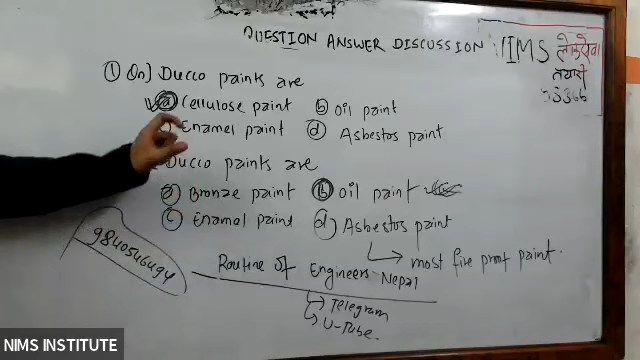 QUESTION ANSWER DISCUSSION
NIMS लोकसेवा
तयारी
① Qn) Ducco paints are
ⓐ Cellulose paint ⓑ Oil paint
Enamel paint ⓓ Asbestos paint
Ducco paints are
ⓐ Bronze paint ⓑ Oil paint
ⓒ Enamel paint ⓓ Asbestos paint
→ most fire proof paint.
9840546494
Routine of Engineers Nepal
→ Telegram
→ U-Tube.
NIMS INSTITUTE